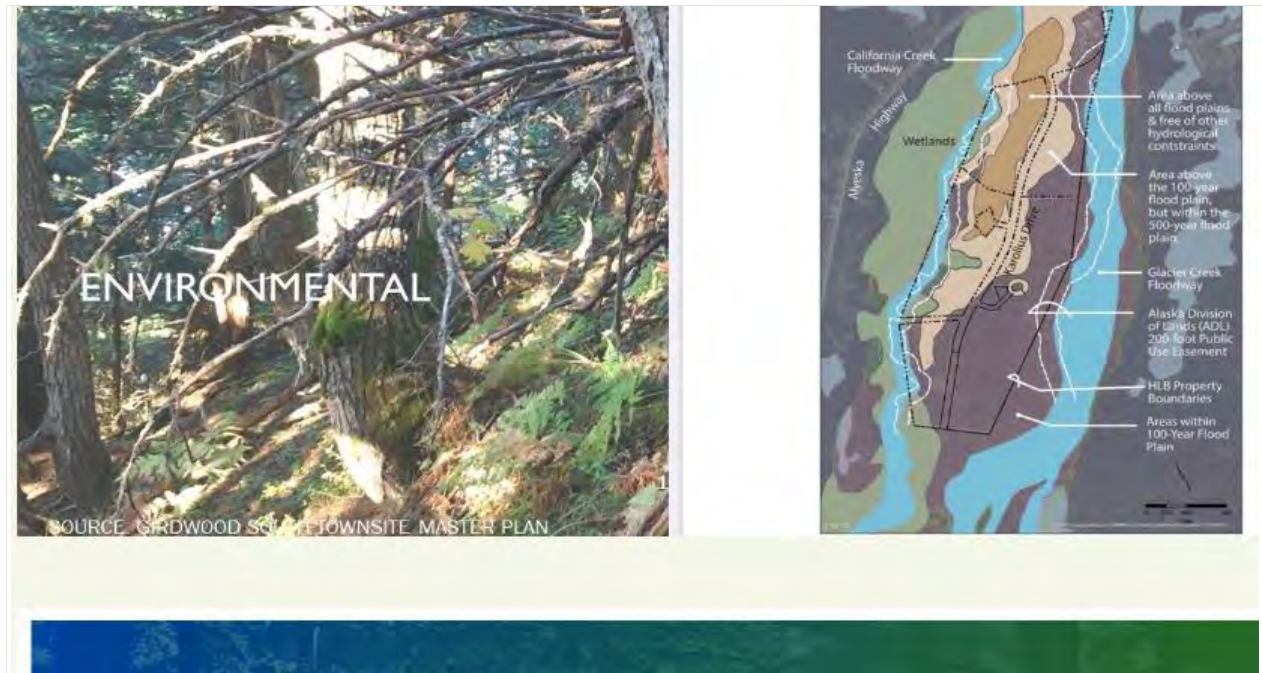 ENVIRONMENTAL
SOURCE: GIRDWOOD SOUTH TOWNSITE MASTER PLAN
California Creek
Floodway
Highway
Alyeska
Wetlands
Karolius Drive
Area above
all flood plains
& free of other
hydrological
contstraints
Area above
the 100-year
flood plain,
but within the
500-year flood
plain.
Glacier Creek
Floodway
Alaska Division
of Lands (ADL)
200-foot Public
Use Easement
HLB Property
Boundaries
Areas within
100-Year Flood
Plain